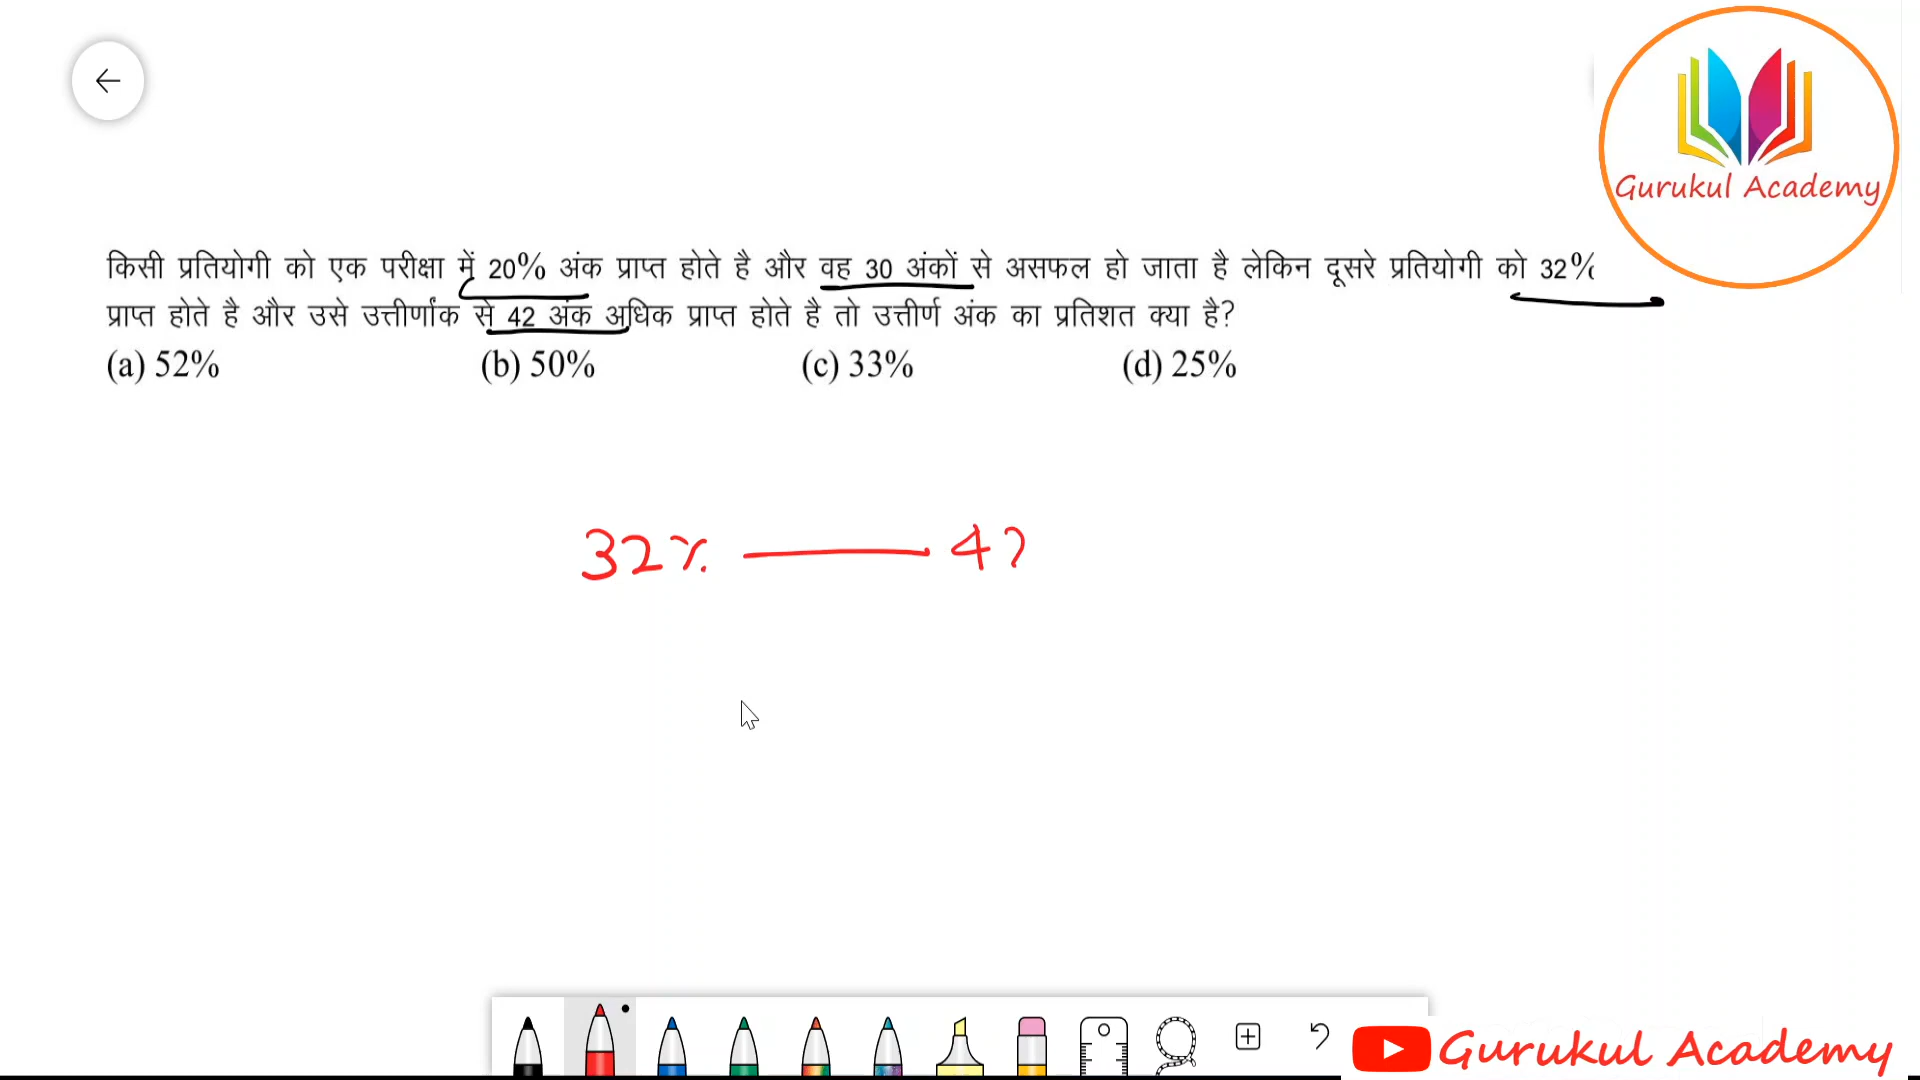 Gurukul Academy
किसी प्रतियोगी को एक परीक्षा में 20% अंक प्राप्त होते है और वह 30 अंकों से असफल हो जाता है लेकिन दूसरे प्रतियोगी को 32%
प्राप्त होते है और उसे उत्तीर्णांक से 42 अंक अधिक प्राप्त होते है तो उत्तीर्ण अंक का प्रतिशत क्या है?
(a) 52% (b) 50% (c) 33% (d) 25%
32% — 42
Gurukul Academy